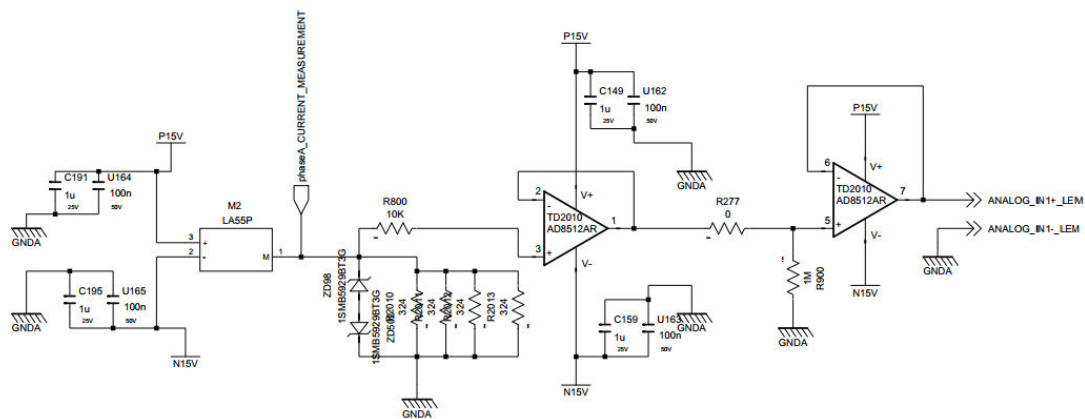 phaseA_CURRENT_MEASUREMENT
P15V
C149
1u
25V
U162
100n
50V
GNDA
P15V
C191
1u
25V
U164
100n
50V
GNDA
M2
LA55P
3
+
2
-
M
1
R800
10K
2
-
3
+
V+
TD2010
AD8512AR
V-
1
R277
0
P15V
6
-
5
+
V+
TD2010
AD8512AR
V-
7
N15V
ANALOG_IN1+_LEM
ANALOG_IN1-_LEM
GNDA
1M
R900
GNDA
C195
1u
25V
U165
100n
50V
GNDA
N15V
ZD98
1SMB5929BT3G
1SMB5929BT3G
R2010
324
324
R2012
324
R2013
324
GNDA
C159
1u
25V
U163
100n
50V
GNDA
N15V